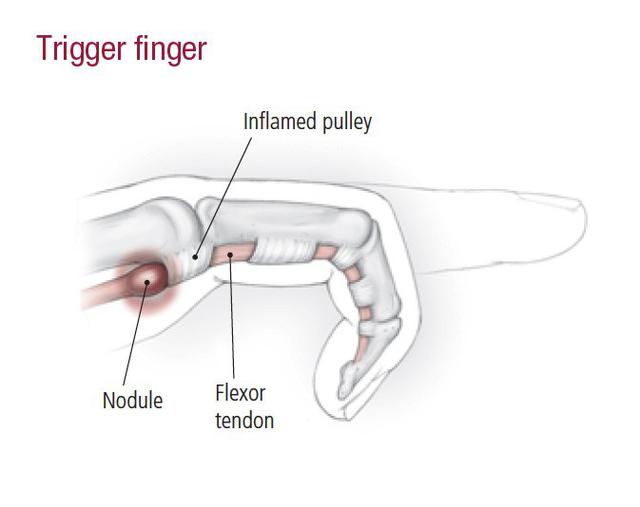 Trigger finger
Inflamed pulley
Nodule
Flexor
tendon